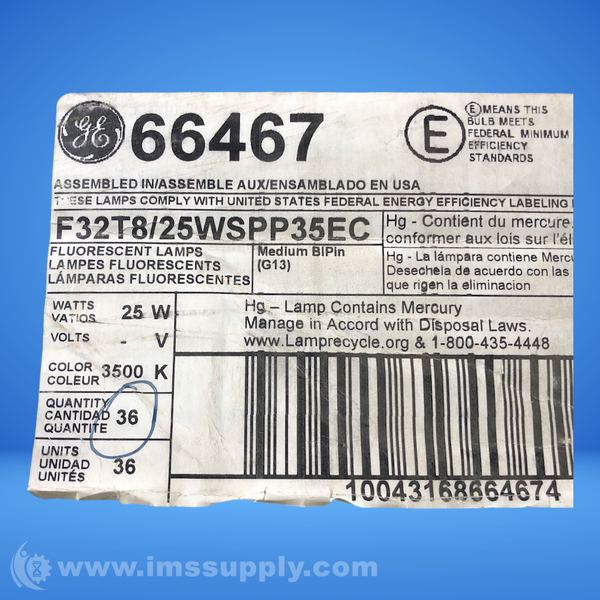 GE 66467
E
E MEANS THIS
BULB MEETS
FEDERAL MINIMUM
EFFICIENCY
STANDARDS
ASSEMBLED IN/ASSEMBLE AUX/ENSAMBLADO EN USA
THESE LAMPS COMPLY WITH UNITED STATES FEDERAL ENERGY EFFICIENCY LABELING
F32T8/25WSPP35EC
Hg - Contient du mercure.
conformer aux lois sur l'él
FLUORESCENT LAMPS
LAMPES FLUORESCENTS
LÁMPARAS FLUORESCENTES
Medium BiPin
(G13)
Hg - La lámpara contiene Merc
Desechela de acuerdo con las
que rigen la eliminacion
WATTS
VATIOS 25 W
VOLTS - V
COLOR
COLEUR 3500 K
QUANTITY
CANTIDAD 36
QUANTITE
UNITS
UNIDAD 36
UNITÉS
Hg – Lamp Contains Mercury
Manage in Accord with Disposal Laws.
www.Lamprecycle.org & 1-800-435-4448
10043168664674
www.imssupply.com